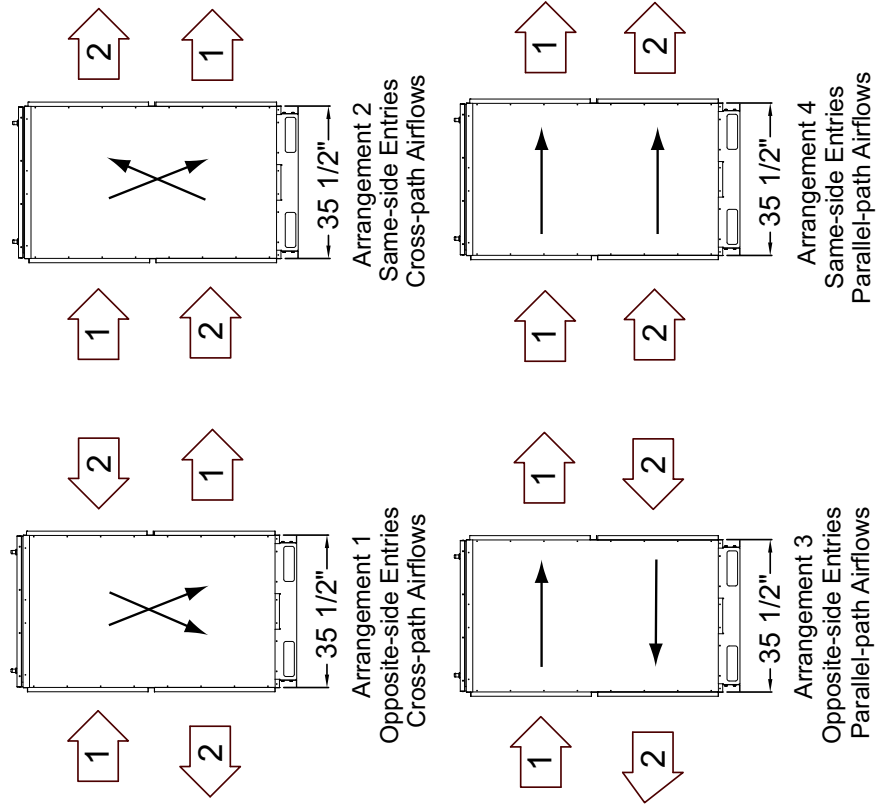 1 2 1 2
2 1 2 1
35 1/2" 35 1/2"
Arrangement 1
Opposite-side Entries
Cross-path Airflows
Arrangement 2
Same-side Entries
Cross-path Airflows
1 1 1 1
2 2 2 2
35 1/2" 35 1/2"
Arrangement 3
Opposite-side Entries
Parallel-path Airflows
Arrangement 4
Same-side Entries
Parallel-path Airflows